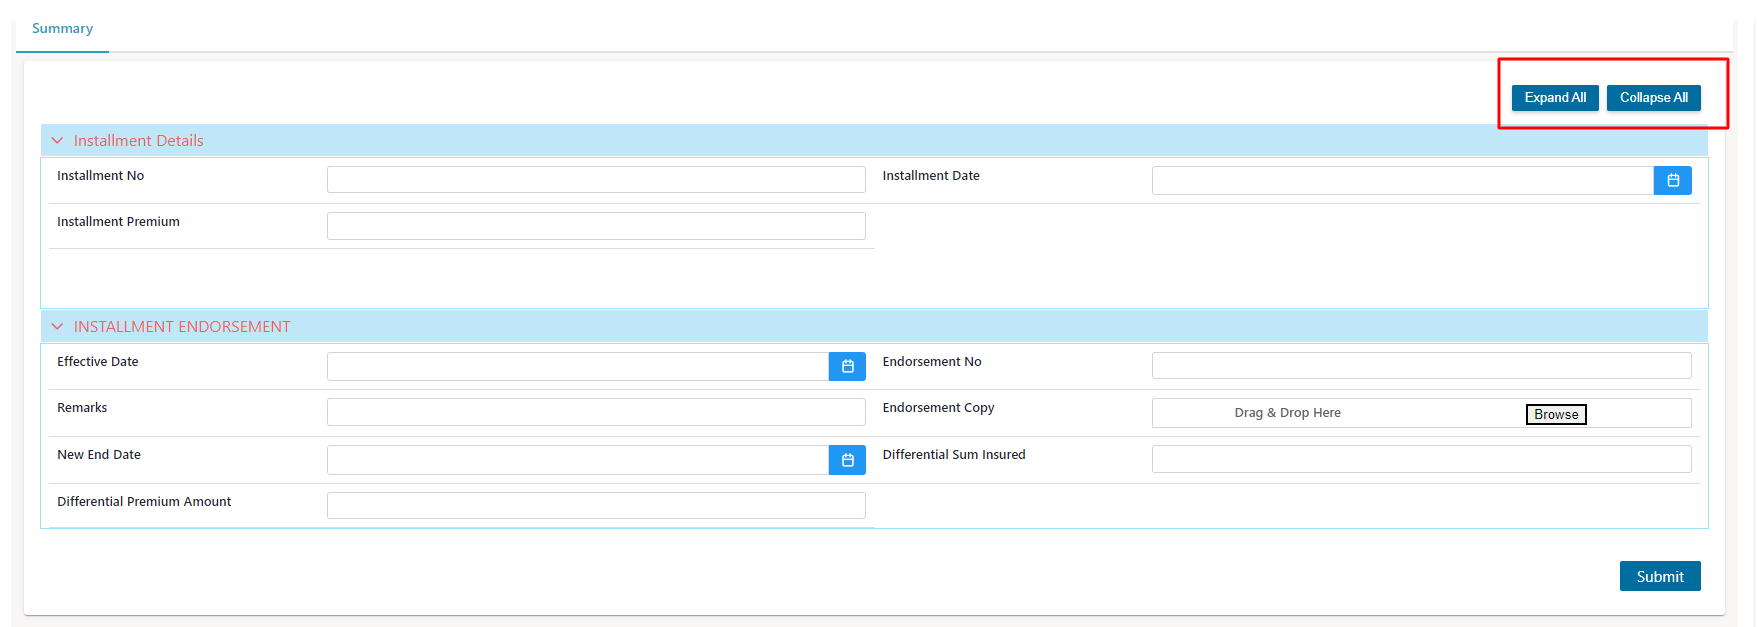 Summary
Expand All Collapse All
Installment Details
Installment No Installment Date
Installment Premium
INSTALLMENT ENDORSEMENT
Effective Date Endorsement No
Remarks Endorsement Copy Drag & Drop Here Browse
New End Date Differential Sum Insured
Differential Premium Amount
Submit